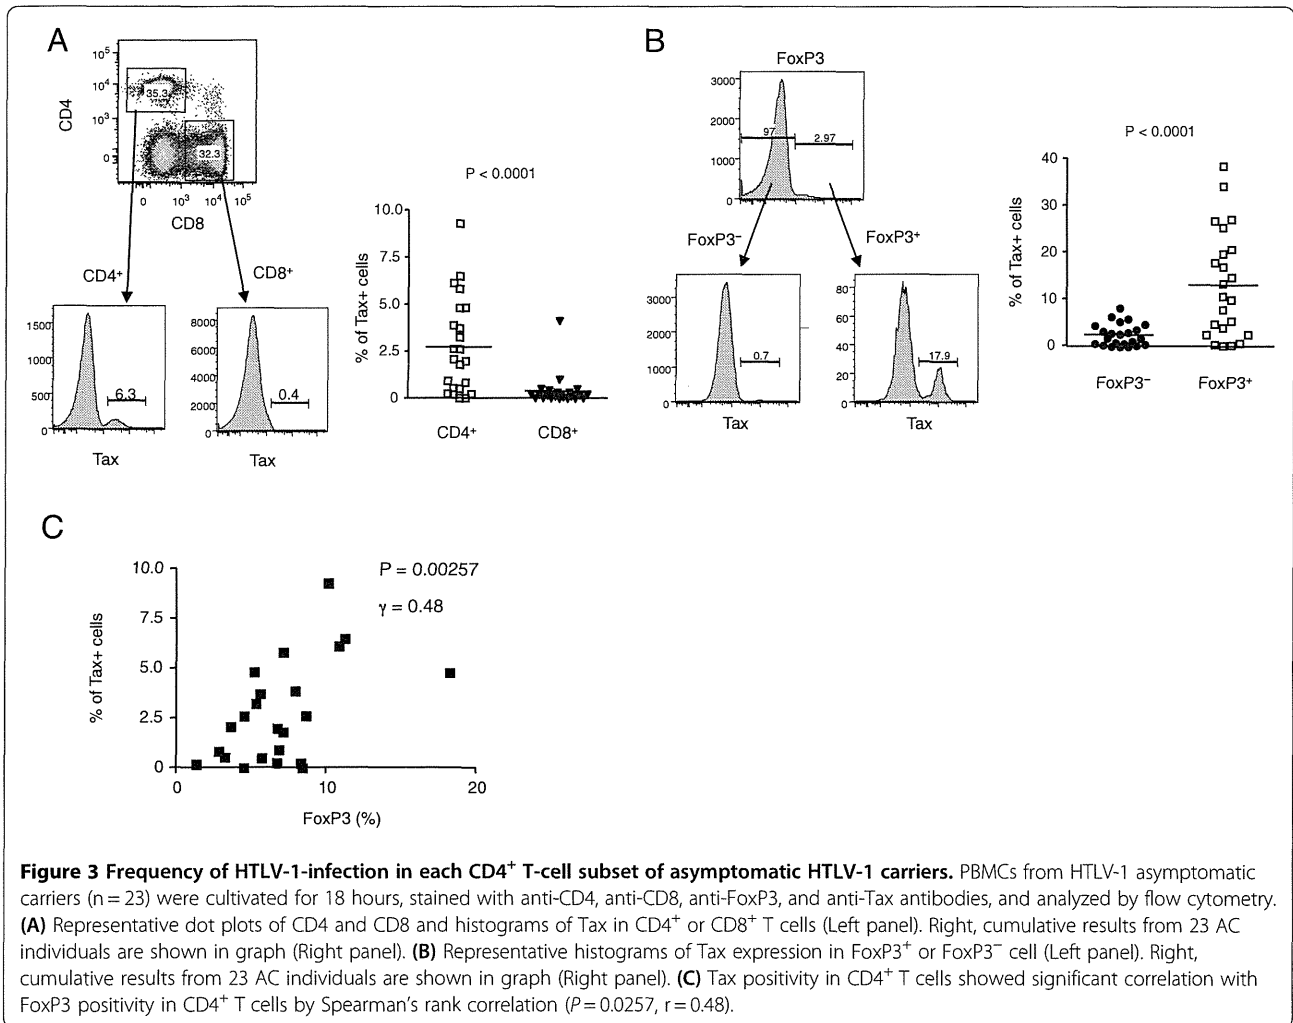 A
10⁵
10⁴
10³
0
CD4
35.3
32.3
0 10³ 10⁴ 10⁵
CD8
CD4⁺
CD8⁺
1500
1000
500
0
6.3
Tax
8000
6000
4000
2000
0
0.4
Tax
P < 0.0001
10.0
7.5
5.0
2.5
0
% of Tax+ cells
CD4⁺ CD8⁺
B
FoxP3
3000
2000
1000
0
97
2.97
FoxP3⁻
FoxP3⁺
3000
2000
1000
0
0.7
Tax
80
60
40
20
0
17.9
Tax
P < 0.0001
40
30
20
10
0
% of Tax+ cells
FoxP3⁻ FoxP3⁺
C
P = 0.00257
γ = 0.48
10.0
7.5
5.0
2.5
0
% of Tax+ cells
0 10 20
FoxP3 (%)
Figure 3 Frequency of HTLV-1-infection in each CD4⁺ T-cell subset of asymptomatic HTLV-1 carriers. PBMCs from HTLV-1 asymptomatic
carriers (n = 23) were cultivated for 18 hours, stained with anti-CD4, anti-CD8, anti-FoxP3, and anti-Tax antibodies, and analyzed by flow cytometry.
(A) Representative dot plots of CD4 and CD8 and histograms of Tax in CD4⁺ or CD8⁺ T cells (Left panel). Right, cumulative results from 23 AC
individuals are shown in graph (Right panel). (B) Representative histograms of Tax expression in FoxP3⁺ or FoxP3⁻ cell (Left panel). Right,
cumulative results from 23 AC individuals are shown in graph (Right panel). (C) Tax positivity in CD4⁺ T cells showed significant correlation with
FoxP3 positivity in CD4⁺ T cells by Spearman's rank correlation (P = 0.0257, r = 0.48).